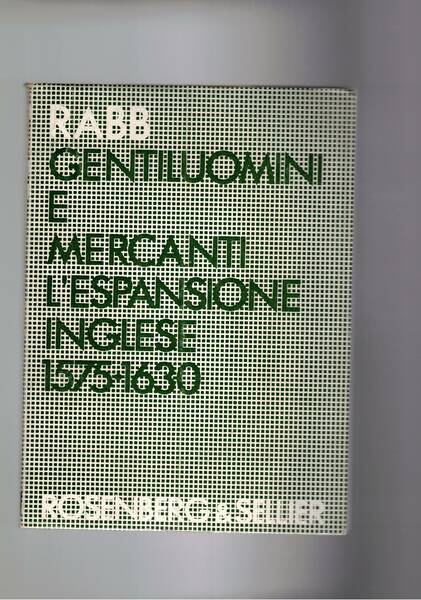 RABB
GENTILUOMINI
E
MERCANTI
L'ESPANSIONE
INGLESE
1575•1630
ROSENBERG & SELLIER